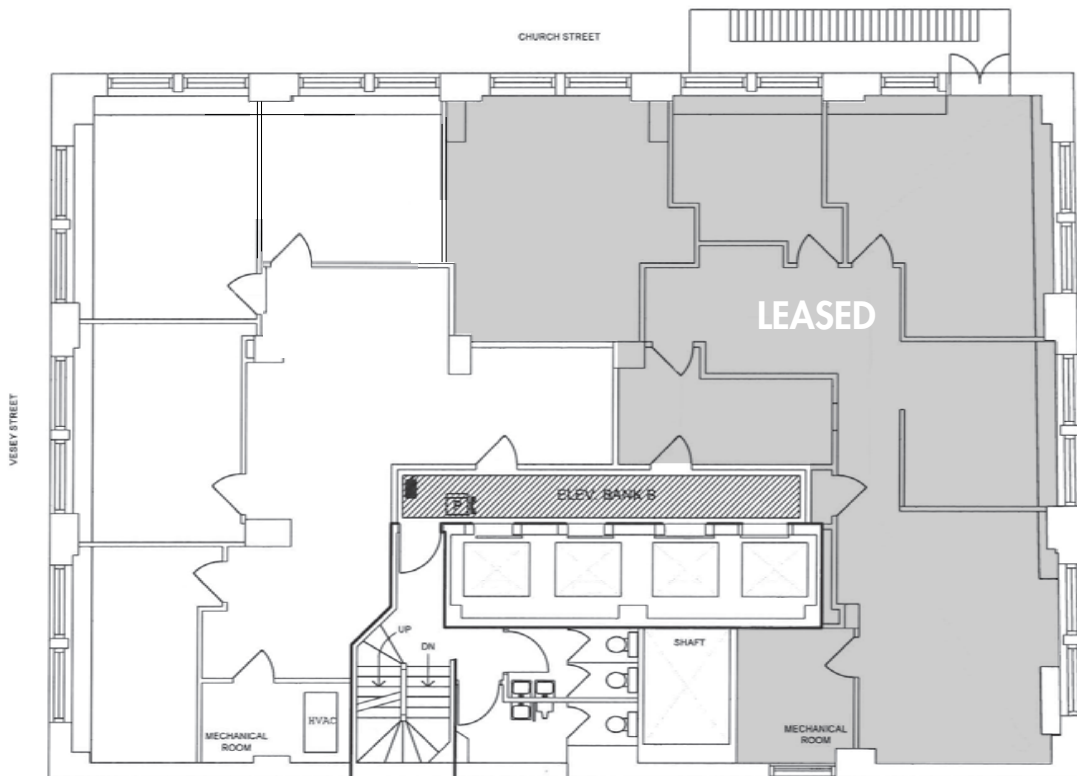 CHURCH STREET
LEASED
VESEY STREET
ELEV. BANK B
P
UP
DN
SHAFT
HVAC
MECHANICAL
ROOM
MECHANICAL
ROOM